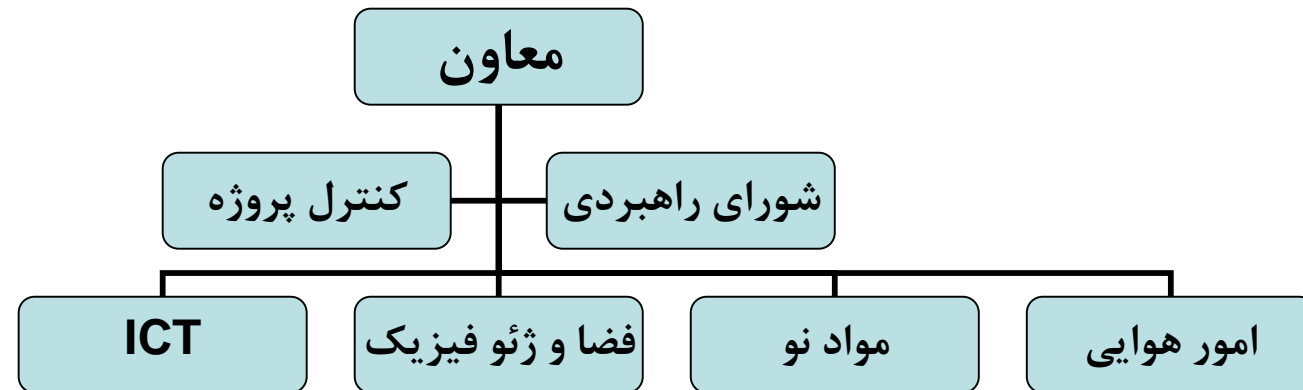 معاون
شورای راهبردی
کنترل پروژه
امور هوایی
مواد نو
فضا و ژئو فیزیک
ICT